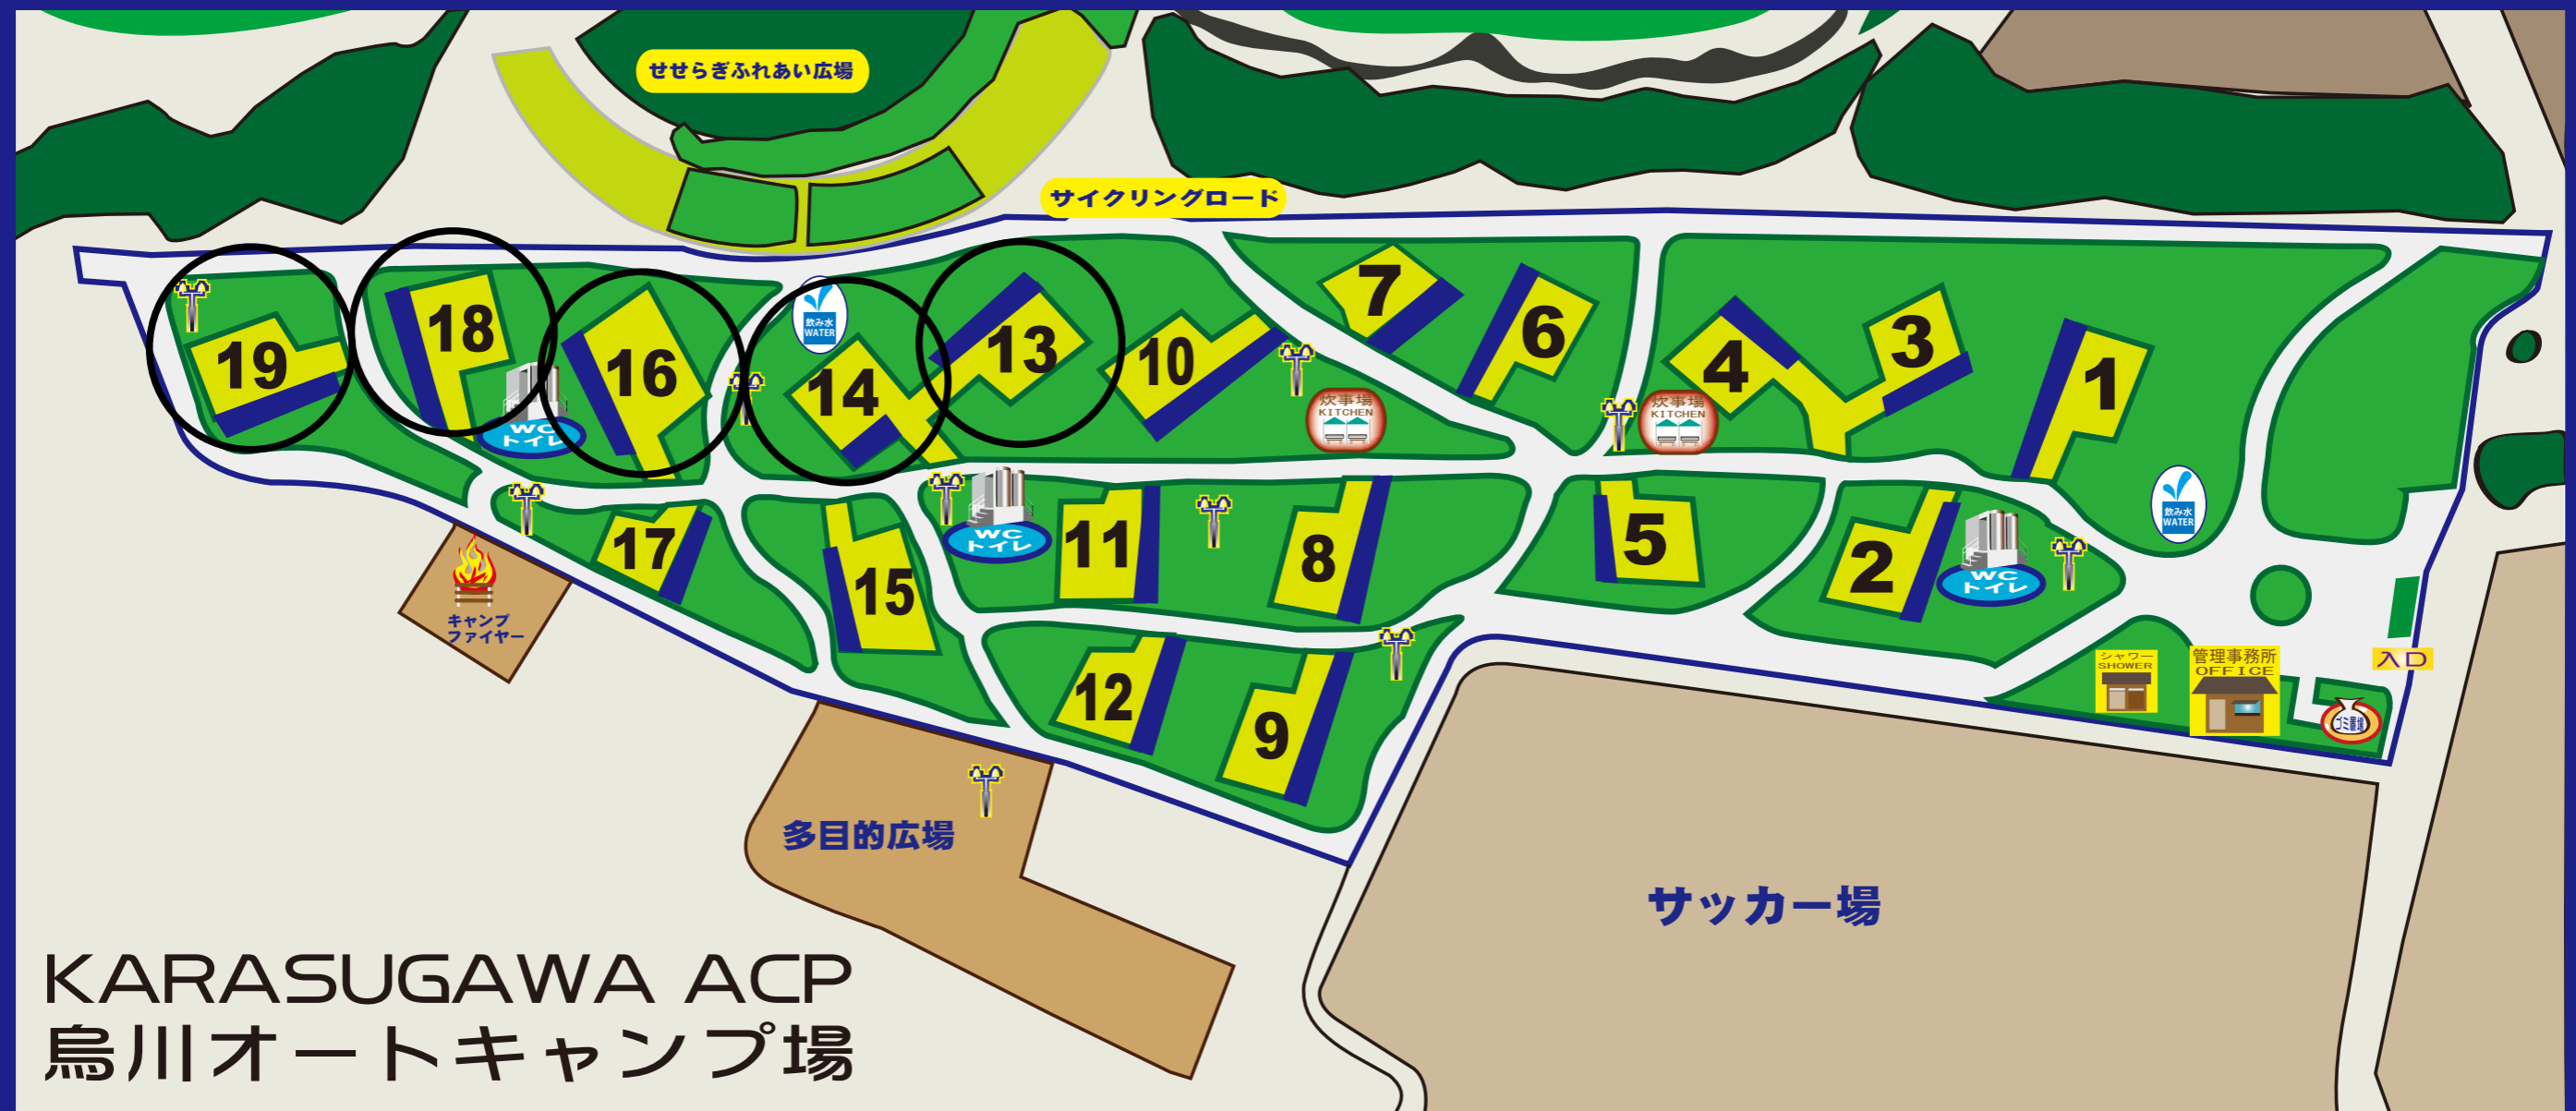 せせらぎふれあい広場
サイクリングロード
19
18
16
14
13
10
7
6
4
3
1
飲み水
WATER
炊事場
KITCHEN
炊事場
KITCHEN
WC
トイレ
17
15
WC
トイレ
11
8
5
2
WC
トイレ
飲み水
WATER
キャンプ
ファイヤー
12
9
シャワー
SHOWER
管理事務所
OFFICE
入口
ゴミ置場
多目的広場
サッカー場
KARASUGAWA ACP
烏川オートキャンプ場